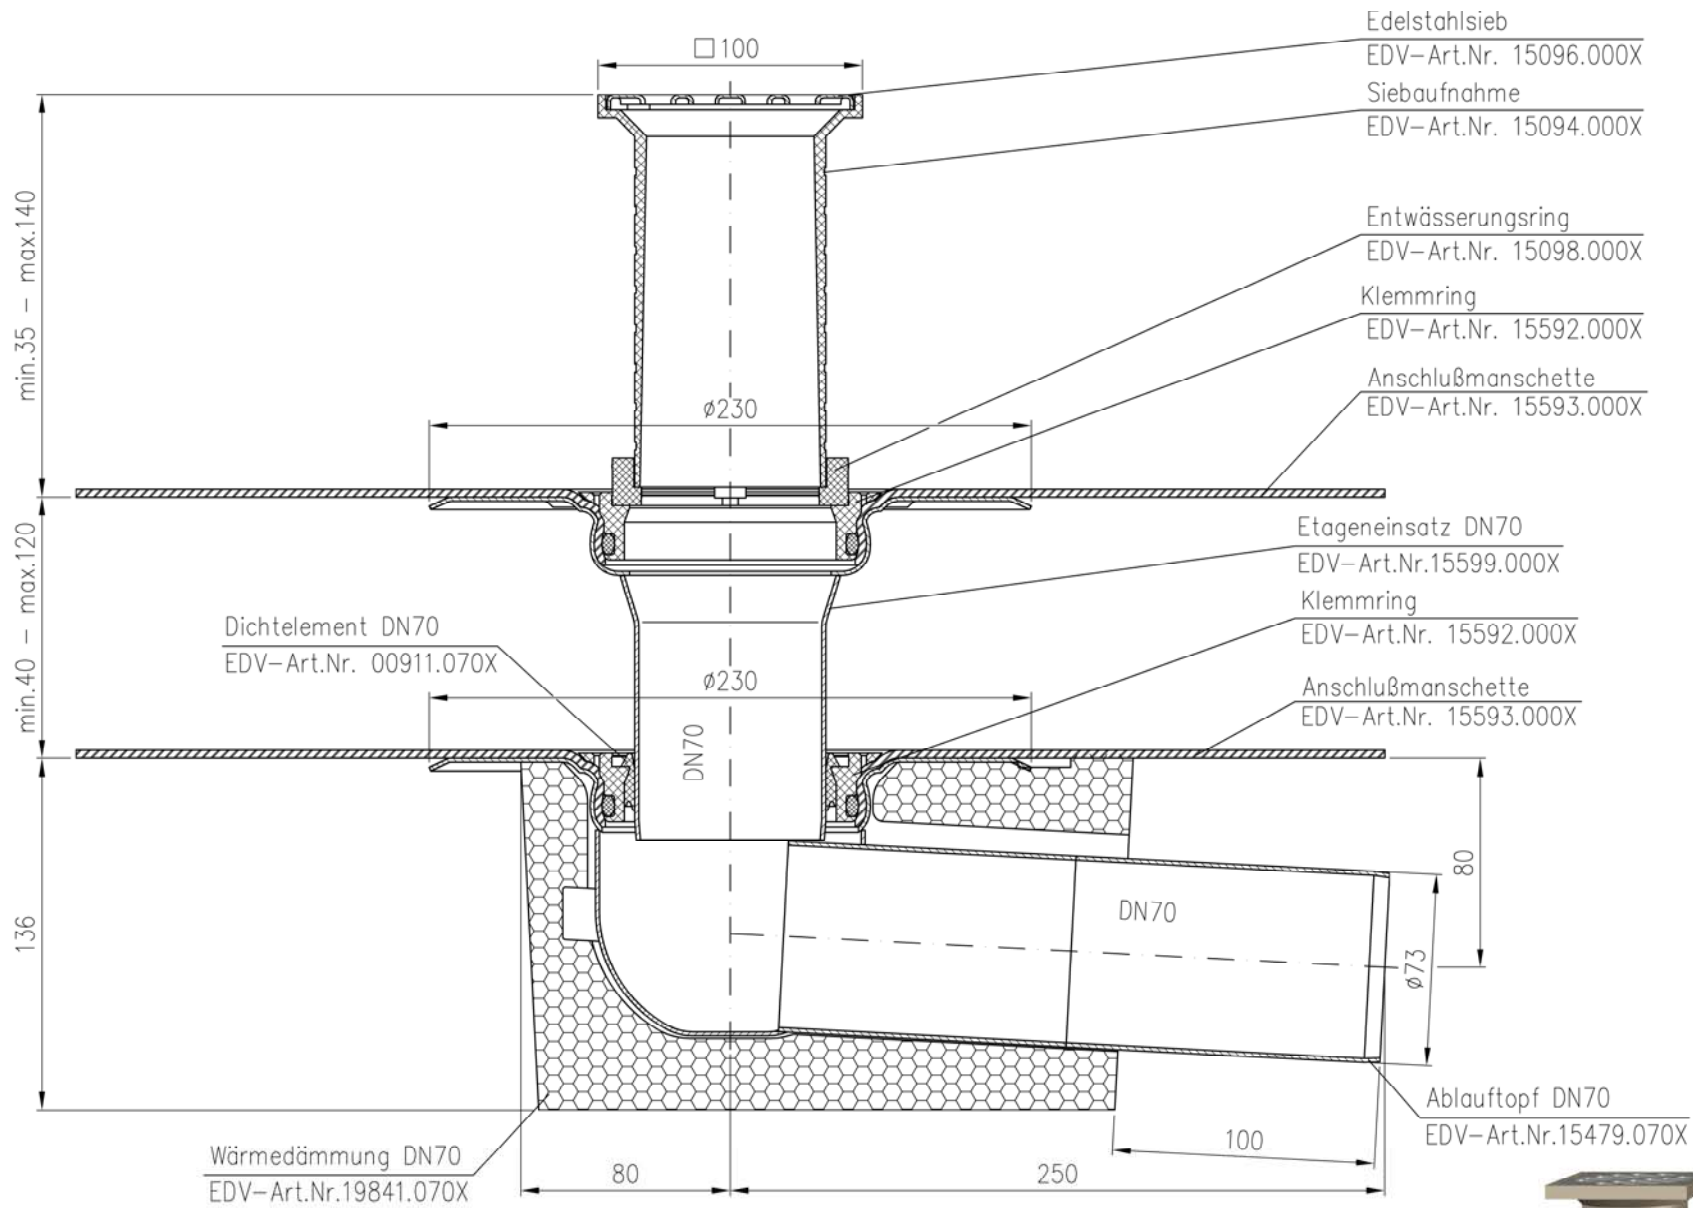 Edelstahlsieb
EDV-Art.Nr. 15096.000X
□100
Siebaufnahme
EDV-Art.Nr. 15094.000X
min.35 - max.140
Entwässerungsring
EDV-Art.Nr. 15098.000X
Klemmring
EDV-Art.Nr. 15592.000X
Anschlußmanschette
EDV-Art.Nr. 15593.000X
ø230
Etageneinsatz DN70
EDV-Art.Nr.15599.000X
min.40 - max.120
Klemmring
EDV-Art.Nr. 15592.000X
Dichtelement DN70
EDV-Art.Nr. 00911.070X
ø230
Anschlußmanschette
EDV-Art.Nr. 15593.000X
DN70
80
136
DN70
ø73
Ablauftopf DN70
EDV-Art.Nr.15479.070X
100
Wärmedämmung DN70
EDV-Art.Nr.19841.070X
80
250